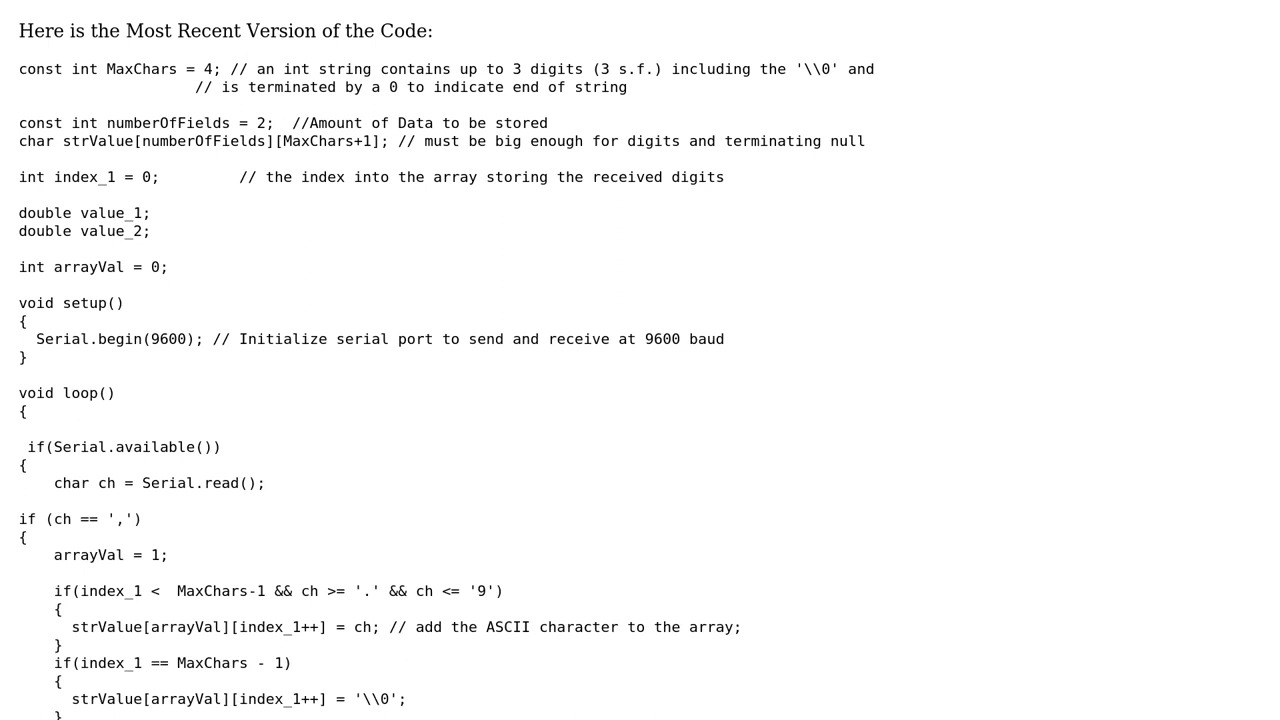 Here is the Most Recent Version of the Code:
const int MaxChars = 4; // an int string contains up to 3 digits (3 s.f.) including the '\\0' and
                    // is terminated by a 0 to indicate end of string
const int numberOfFields = 2;  //Amount of Data to be stored
char strValue[numberOfFields][MaxChars+1]; // must be big enough for digits and terminating null
int index_1 = 0;         // the index into the array storing the received digits
double value_1;
double value_2;
int arrayVal = 0;
void setup()
{
  Serial.begin(9600); // Initialize serial port to send and receive at 9600 baud
}
void loop()
{
 if(Serial.available())
{
    char ch = Serial.read();
if (ch == ',')
{
    arrayVal = 1;
    if(index_1 <  MaxChars-1 && ch >= '.' && ch <= '9')
    {
      strValue[arrayVal][index_1++] = ch; // add the ASCII character to the array;
    }
    if(index_1 == MaxChars - 1)
    {
      strValue[arrayVal][index_1++] = '\\0';
    }